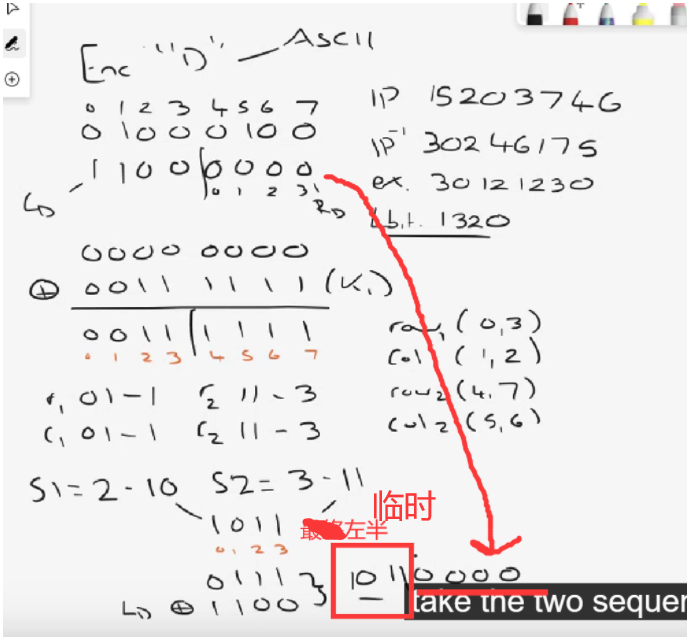 Enc "D" — ASCII
0 1 2 3 4 5 6 7
0 1 0 0 0 1 0 0
1 1 0 0 0 0 0 0
0 1 2 3
L0 R0
IP 15203746
IP⁻¹ 30246175
ex. 30121230
4bit. 1320
0000 0000
⊕ 0011 1111 (K1)
0011 1111
0 1 2 3 4 5 6 7
r1 01-1 r2 11-3
c1 01-1 c2 11-3
row1 (0,3)
col (1,2)
row2 (4,7)
col2 (5,6)
S1=2-10 S2=3-11
1011
0 1 2 3
临时
左半
0111
L0 ⊕ 1100
1011 0000
take the two sequer